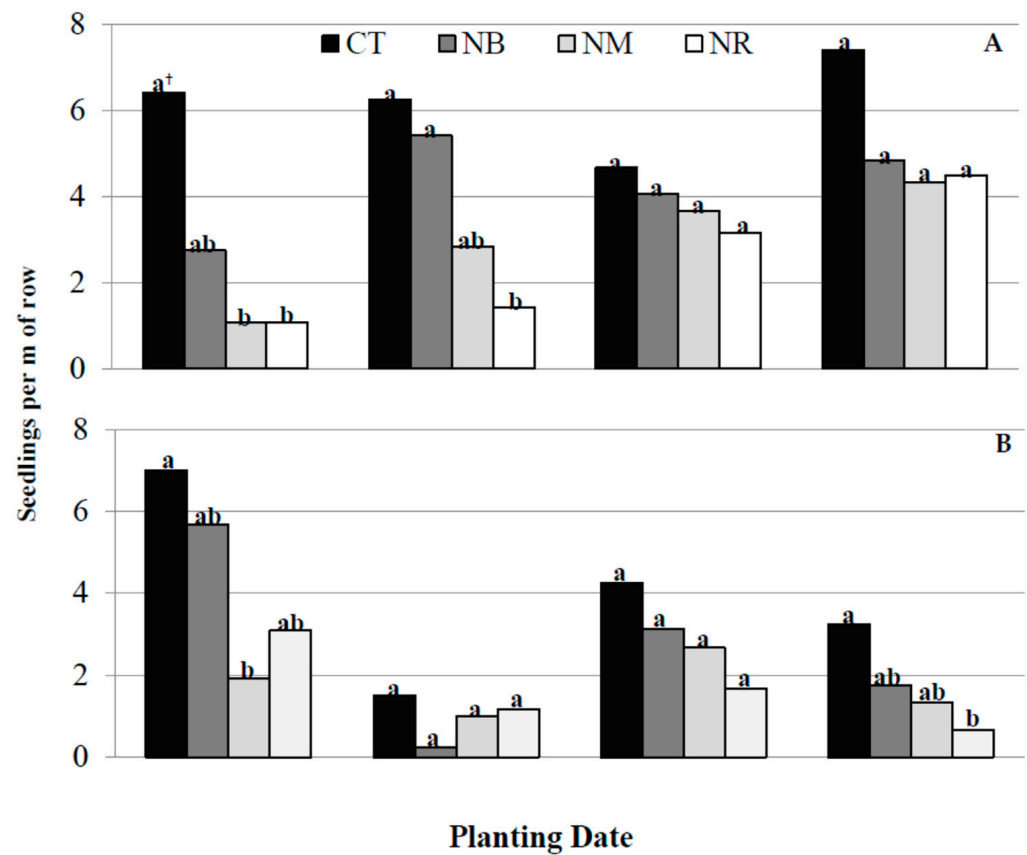 8
CT NB NM NR A
6
4
2
0
a† ab b b
a a ab b
a a a a
a a a a
Seedlings per m of row
8 B
6
4
2
0
a ab b ab
a a a a
a a a a
a ab ab b
Planting Date